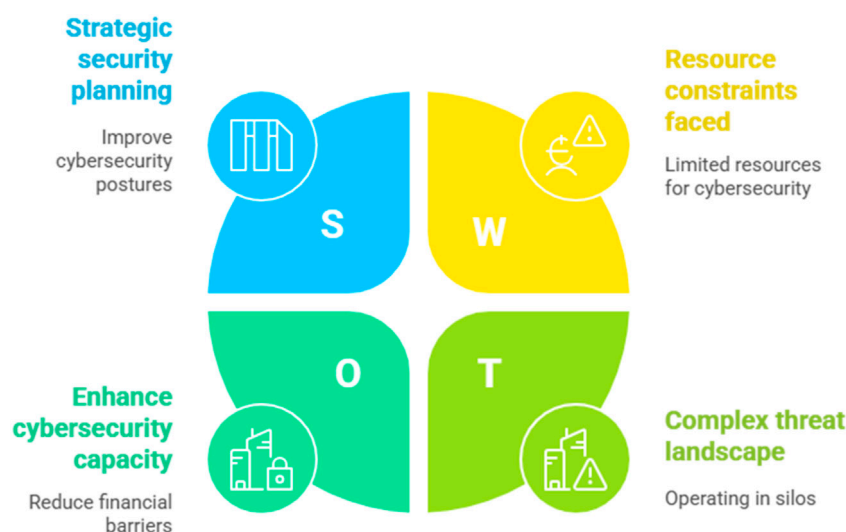 Strategic
security
planning
Improve
cybersecurity
postures
S
Resource
constraints
faced
Limited resources
for cybersecurity
W
Enhance
cybersecurity
capacity
Reduce financial
barriers
O
Complex threat
landscape
Operating in silos
T